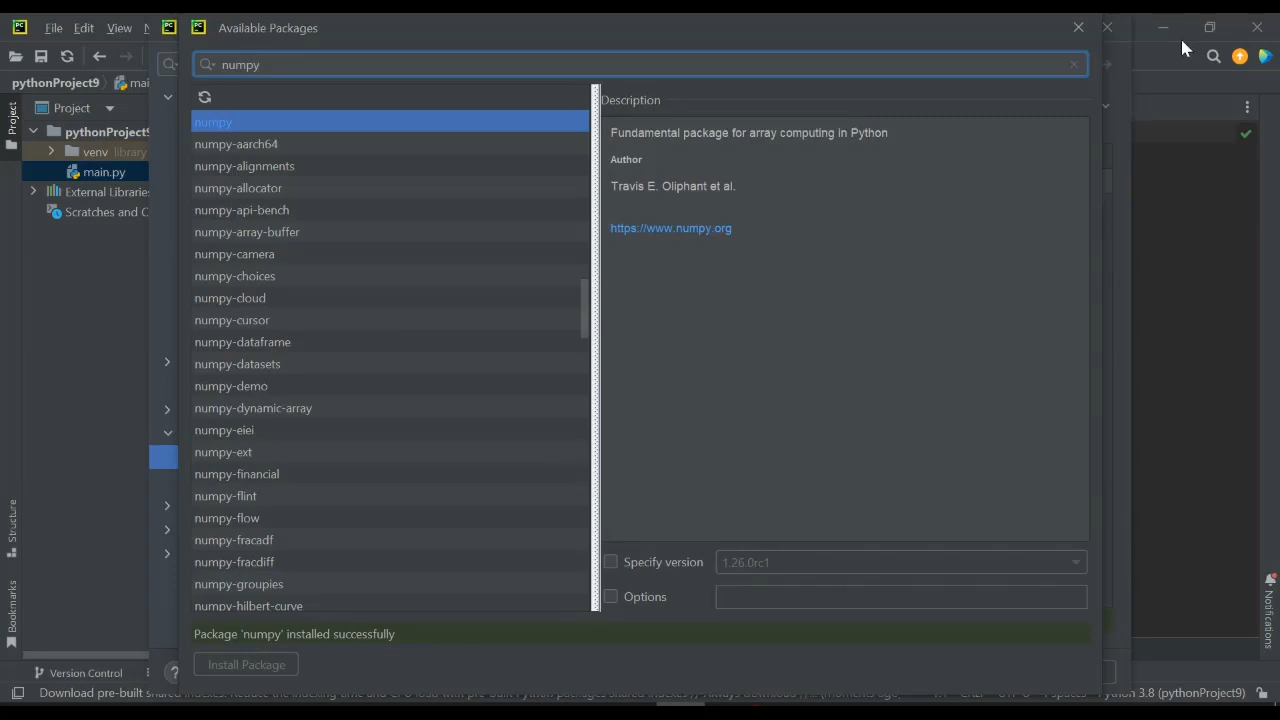 File Edit View
Available Packages
numpy
pythonProject9
Project
Project
pythonProject
venv library
main.py
External Libraries
Scratches and C
numpy
numpy-aarch64
numpy-alignments
numpy-allocator
numpy-api-bench
numpy-array-buffer
numpy-camera
numpy-choices
numpy-cloud
numpy-cursor
numpy-dataframe
numpy-datasets
numpy-demo
numpy-dynamic-array
numpy-eiei
numpy-ext
numpy-financial
numpy-flint
numpy-flow
numpy-fracadf
numpy-fracdiff
numpy-groupies
numpy-hilbert-curve
Description
Fundamental package for array computing in Python
Author
Travis E. Oliphant et al.
https://www.numpy.org
Specify version 1.26.0rc1
Options
Package 'numpy' installed successfully
Install Package
Structure
Bookmarks
Notifications
Version Control
3.8 (pythonProject9)